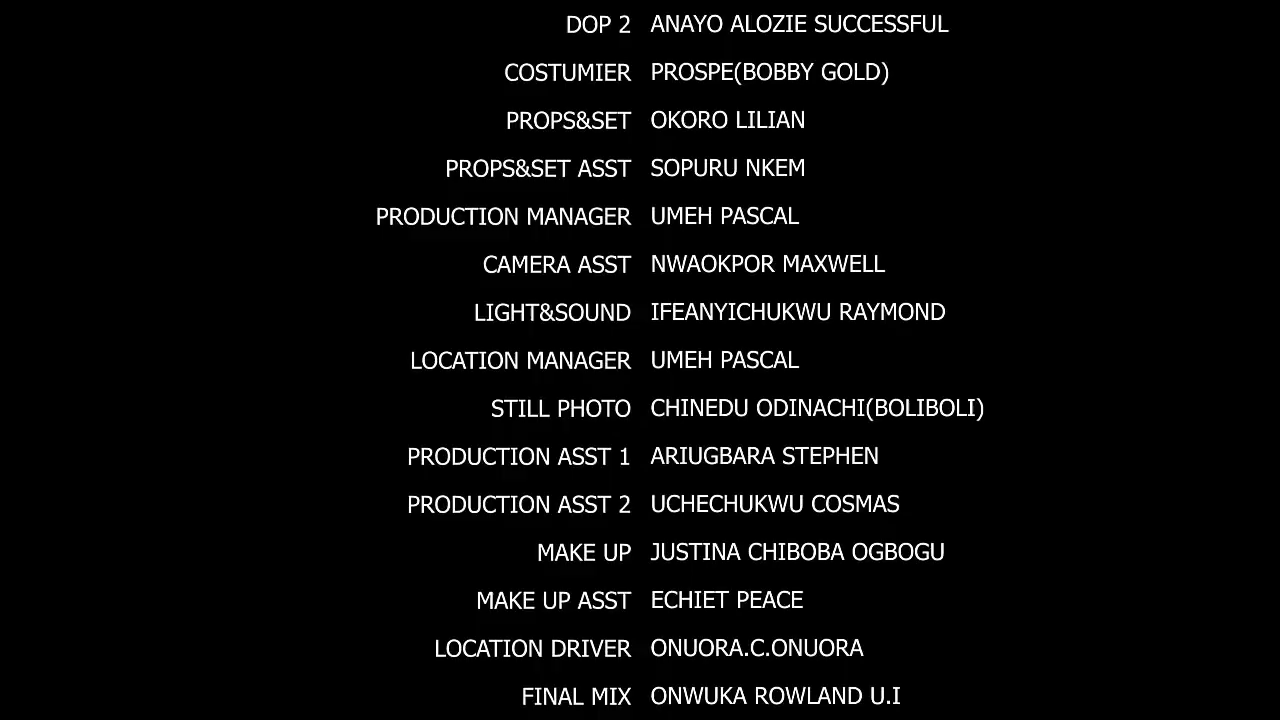 DOP 2 ANAYO ALOZIE SUCCESSFUL
COSTUMIER PROSPE(BOBBY GOLD)
PROPS&SET OKORO LILIAN
PROPS&SET ASST SOPURU NKEM
PRODUCTION MANAGER UMEH PASCAL
CAMERA ASST NWAOKPOR MAXWELL
LIGHT&SOUND IFEANYICHUKWU RAYMOND
LOCATION MANAGER UMEH PASCAL
STILL PHOTO CHINEDU ODINACHI(BOLIBOLI)
PRODUCTION ASST 1 ARIUGBARA STEPHEN
PRODUCTION ASST 2 UCHECHUKWU COSMAS
MAKE UP JUSTINA CHIBOBA OGBOGU
MAKE UP ASST ECHIET PEACE
LOCATION DRIVER ONUORA.C.ONUORA
FINAL MIX ONWUKA ROWLAND U.I